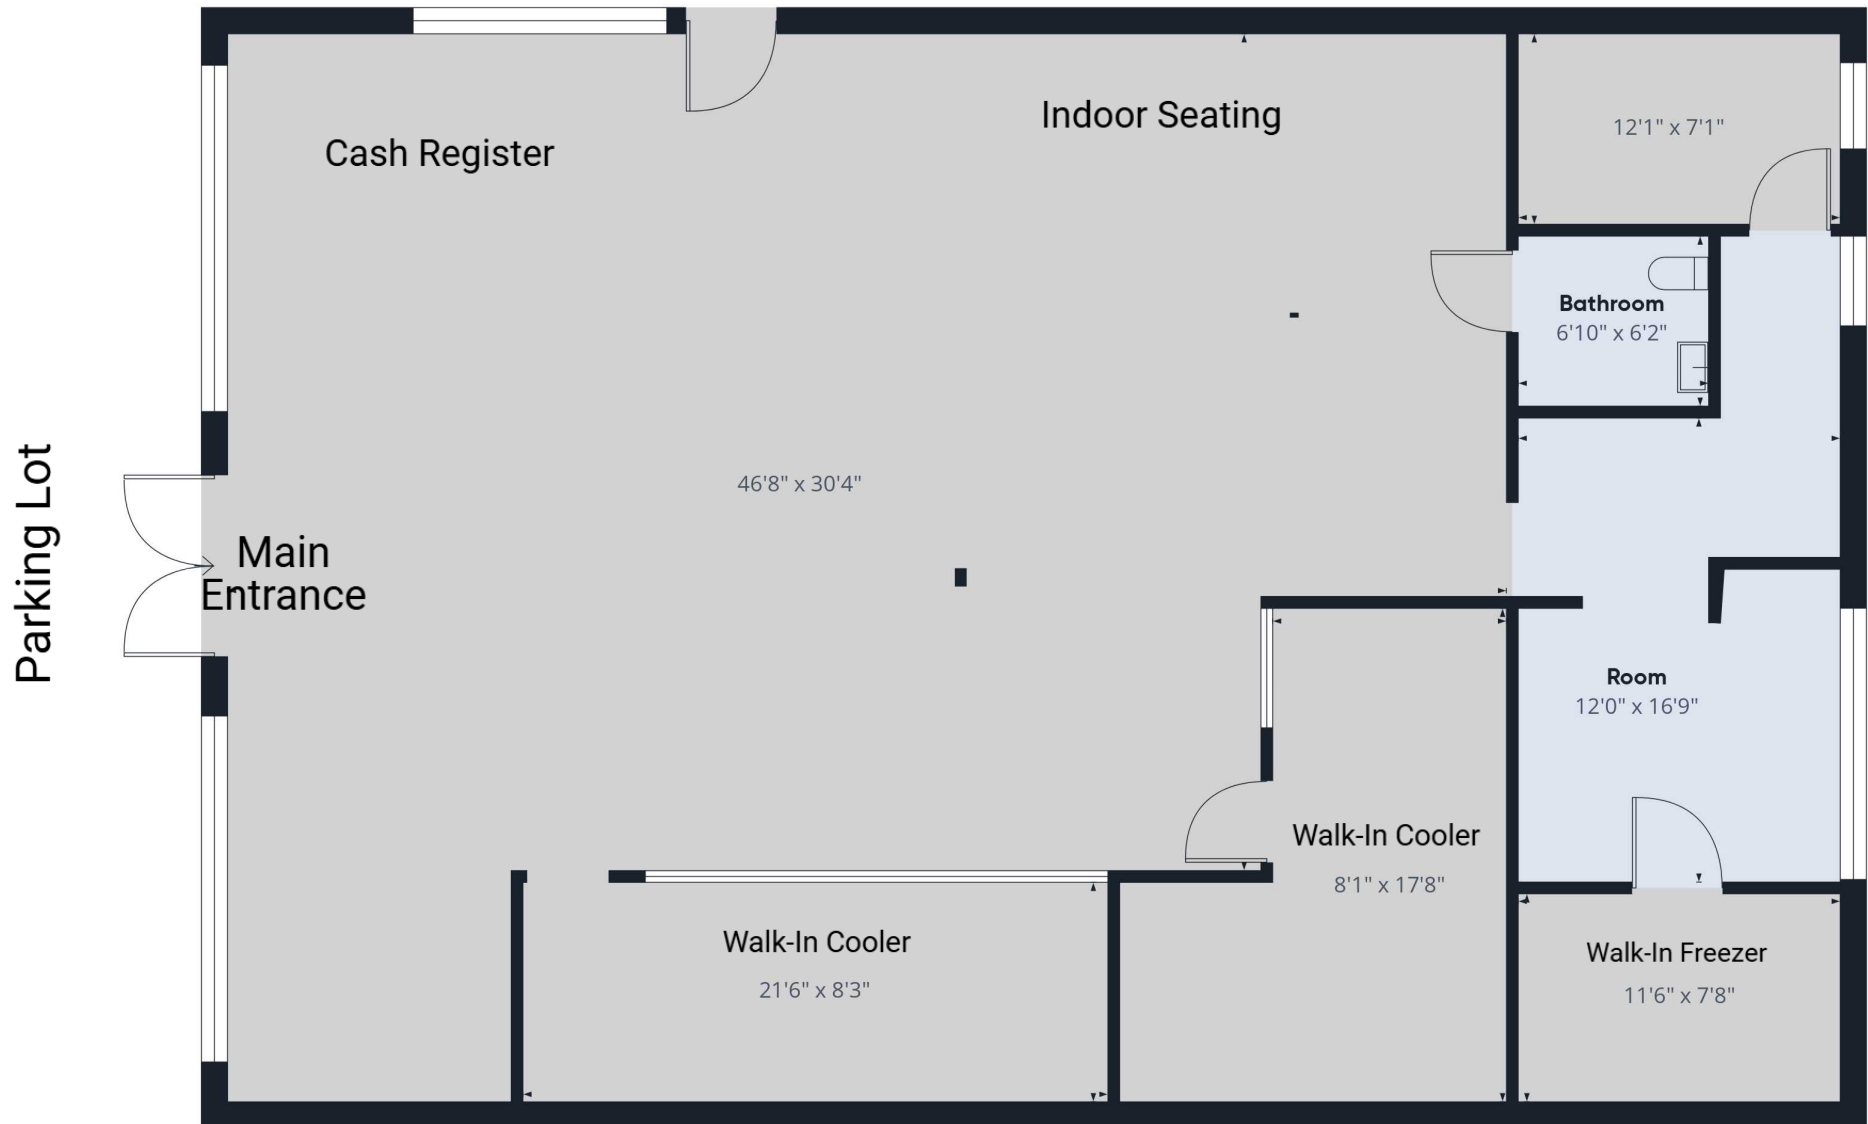 Indoor Seating
Cash Register
12'1" x 7'1"
Bathroom
6'10" x 6'2"
46'8" x 30'4"
Parking Lot
Main
Entrance
Room
12'0" x 16'9"
Walk-In Cooler
8'1" x 17'8"
Walk-In Cooler
21'6" x 8'3"
Walk-In Freezer
11'6" x 7'8"